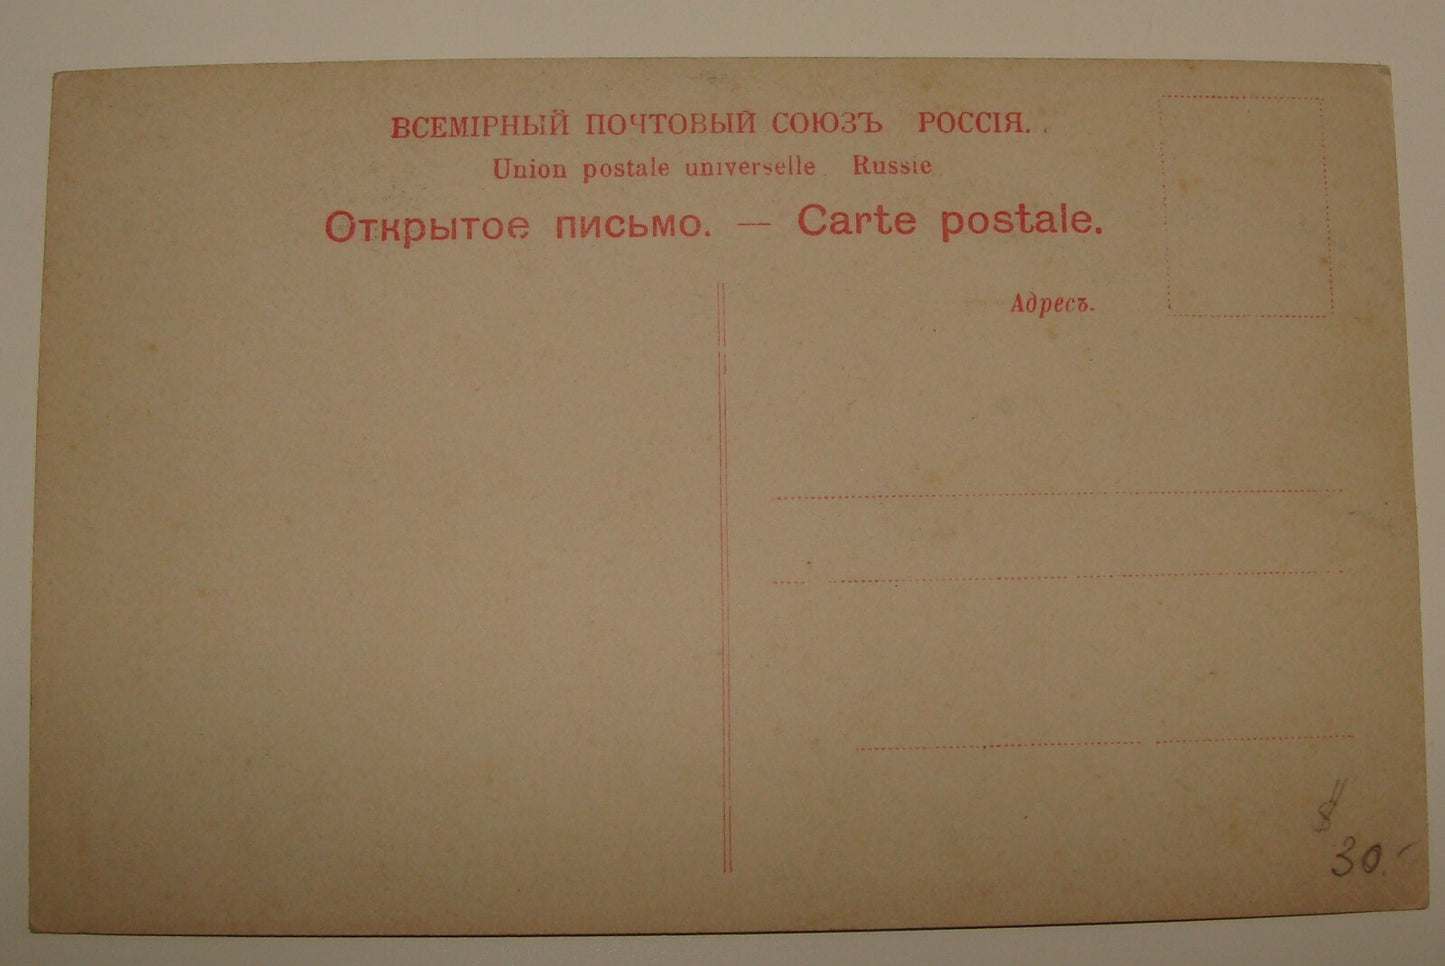 ВСЕМІРНЫЙ ПОЧТОВЫЙ СОЮЗЪ РОССІЯ.
Union postale universelle Russie
Открытое письмо. — Carte postale.
Адресъ.
$
30.-